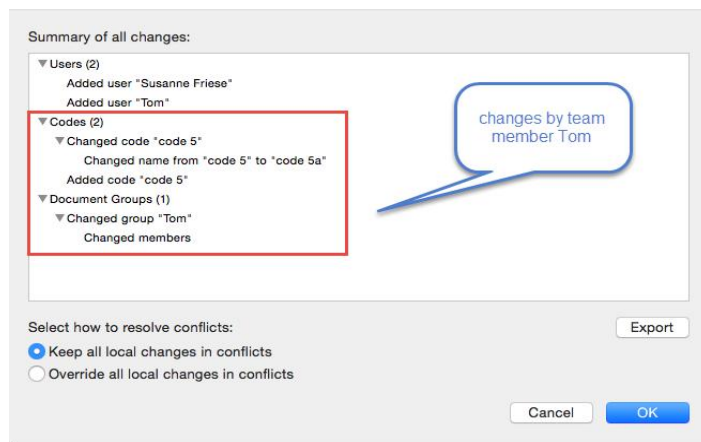 Summary of all changes:
Users (2)
Added user "Susanne Friese"
Added user "Tom"
Codes (2)
Changed code "code 5"
Changed name from "code 5" to "code 5a"
Added code "code 5"
Document Groups (1)
Changed group "Tom"
Changed members
changes by team
member Tom
Select how to resolve conflicts:
Export
Keep all local changes in conflicts
Override all local changes in conflicts
Cancel
OK